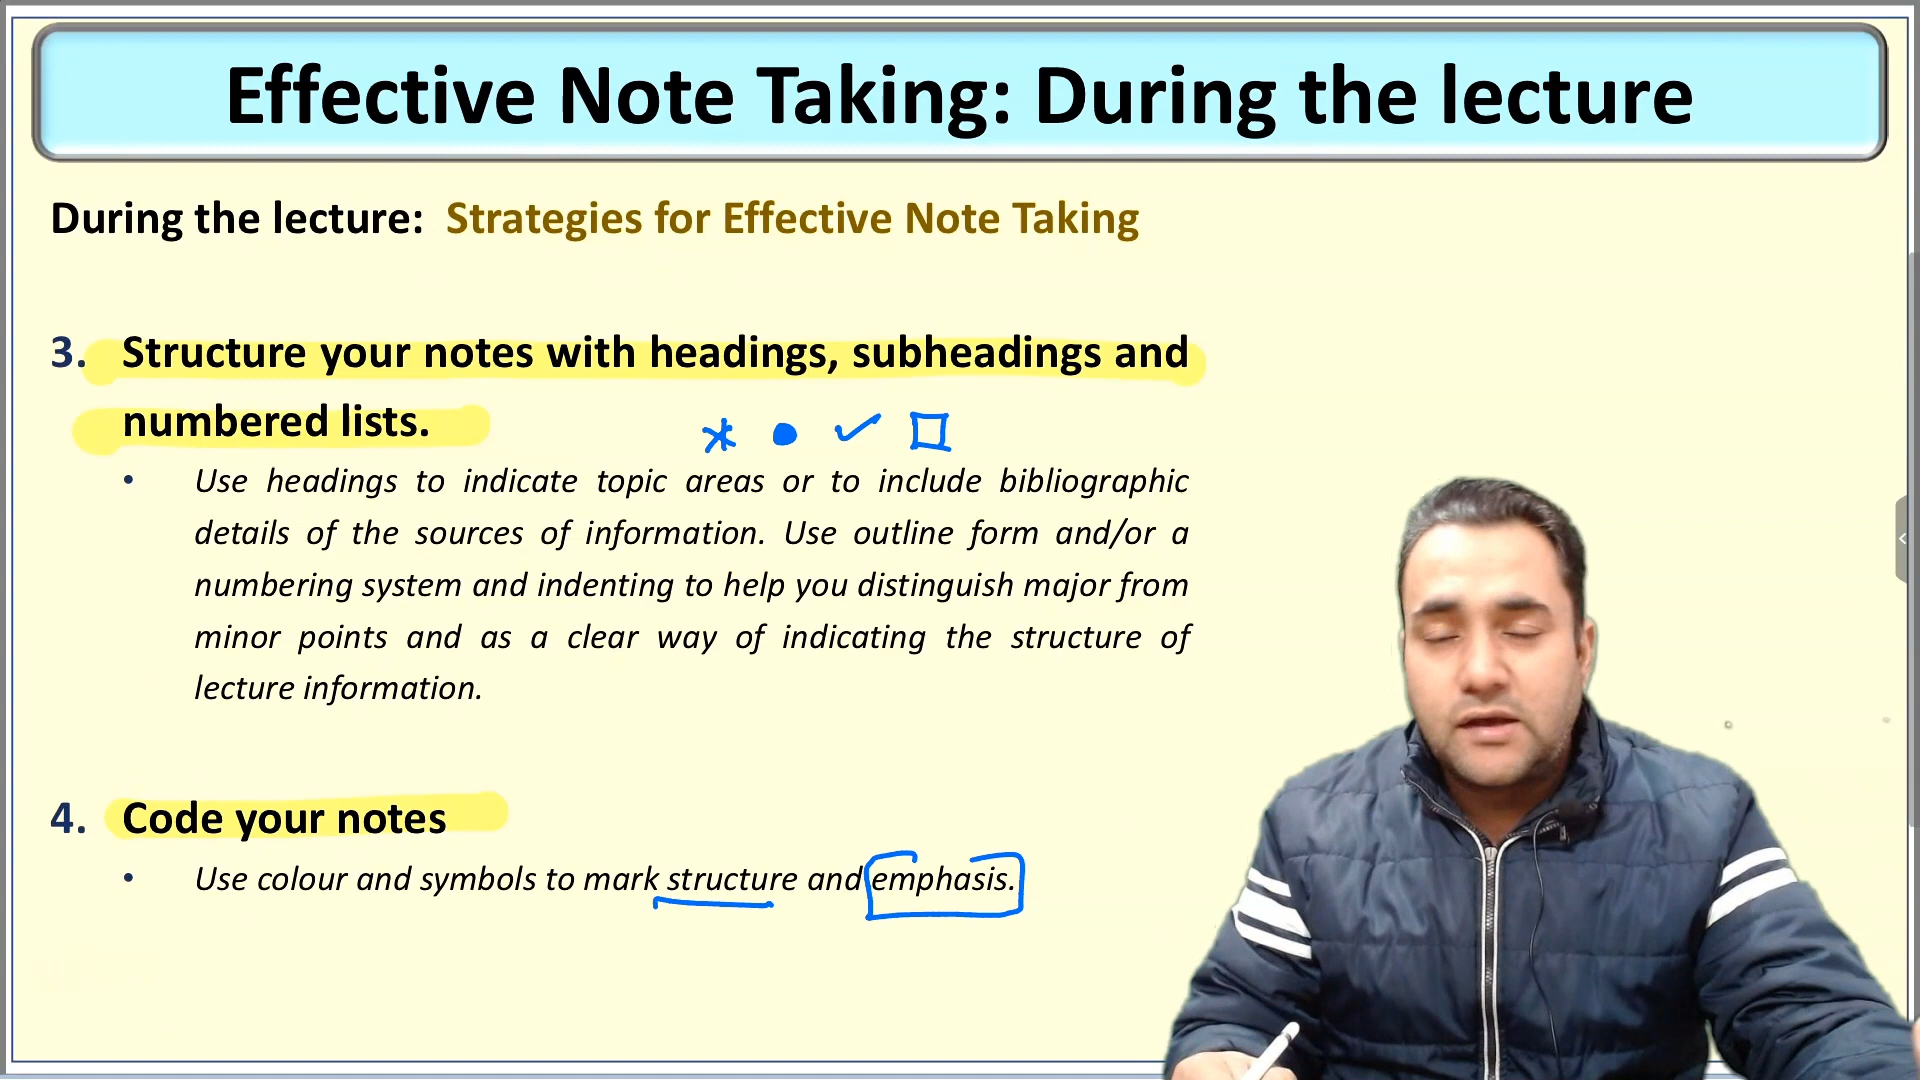 Effective Note Taking: During the lecture
During the lecture: Strategies for Effective Note Taking
3. Structure your notes with headings, subheadings and
numbered lists.
• Use headings to indicate topic areas or to include bibliographic
details of the sources of information. Use outline form and/or a
numbering system and indenting to help you distinguish major from
minor points and as a clear way of indicating the structure of
lecture information.
4. Code your notes
• Use colour and symbols to mark structure and emphasis.